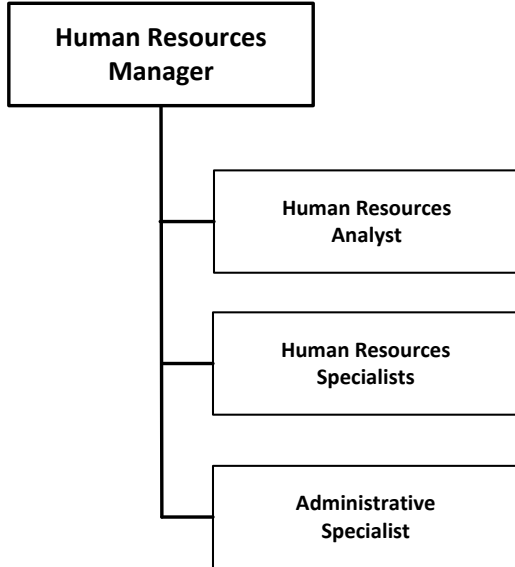 Human Resources
Manager
Human Resources
Analyst
Human Resources
Specialists
Administrative
Specialist